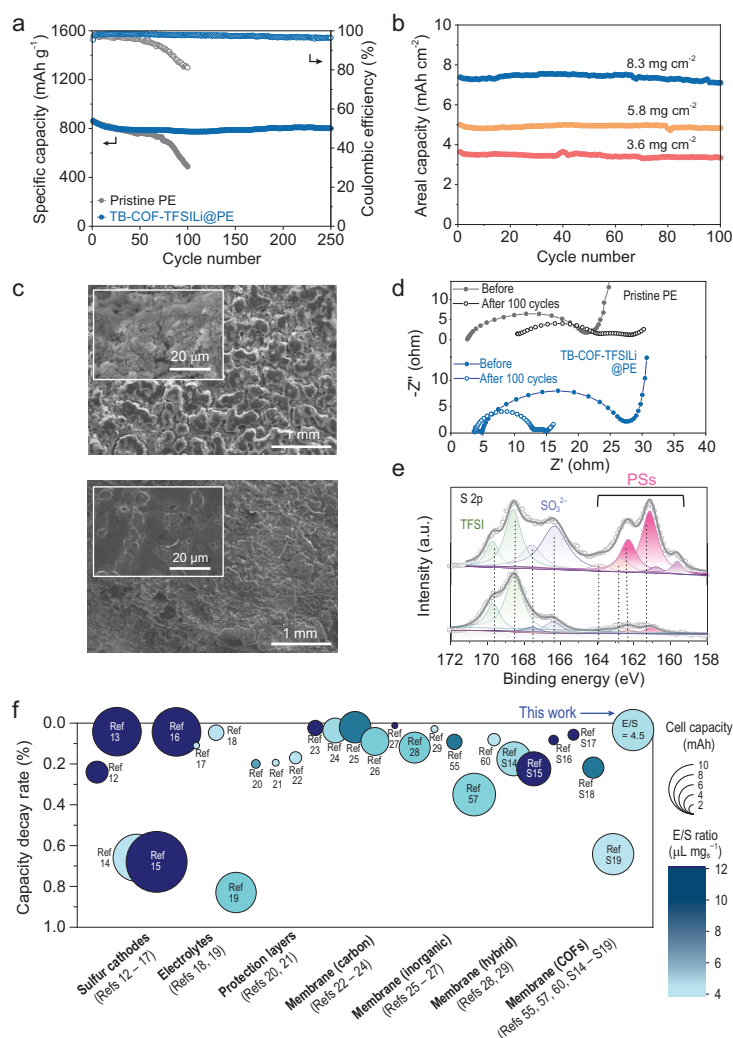 a
1600
1200
800
400
0
Specific capacity (mAh g⁻¹)
100
80
60
40
20
0
Coulombic efficiency (%)
Pristine PE
TB-COF-TFSILi@PE
0 50 100 150 200 250
Cycle number
b
10
8
6
4
2
0
Areal capacity (mAh cm⁻²)
8.3 mg cm⁻²
5.8 mg cm⁻²
3.6 mg cm⁻²
0 20 40 60 80 100
Cycle number
c
20 µm
1 mm
20 µm
1 mm
d
10
5
0
Before
After 100 cycles
Pristine PE
15
10
5
0
Before
After 100 cycles
TB-COF-TFSILi
@PE
-Z″ (ohm)
0 5 10 15 20 25 30 35 40
Z′ (ohm)
e
S 2p
TFSI
SO₃²⁻
PSs
Intensity (a.u.)
172 170 168 166 164 162 160 158
Binding energy (eV)
f
This work
0.0
0.2
0.4
0.6
0.8
1.0
Capacity decay rate (%)
Ref
12
Ref
13
Ref
14
Ref
15
Ref
16
Ref
17
Ref
18
Ref
19
Ref
20
Ref
21
Ref
22
Ref
23
Ref
24
Ref
25
Ref
26
Ref
27
Ref
28
Ref
29
Ref
55
Ref
57
Ref
60
Ref
S14
Ref
S15
Ref
S16
Ref
S17
Ref
S18
Ref
S19
E/S
= 4.5
Sulfur cathodes
(Refs 12 – 17)
Electrolytes
(Refs 18, 19)
Protection layers
(Refs 20, 21)
Membrane (carbon)
(Refs 22 – 24)
Membrane (inorganic)
(Refs 25 – 27)
Membrane (hybrid)
(Refs 28, 29)
Membrane (COFs)
(Refs 55, 57, 60, S14 – S19)
Cell capacity
(mAh)
10
8
6
4
2
E/S ratio
(µL mgₛ⁻¹)
12
10
8
6
4